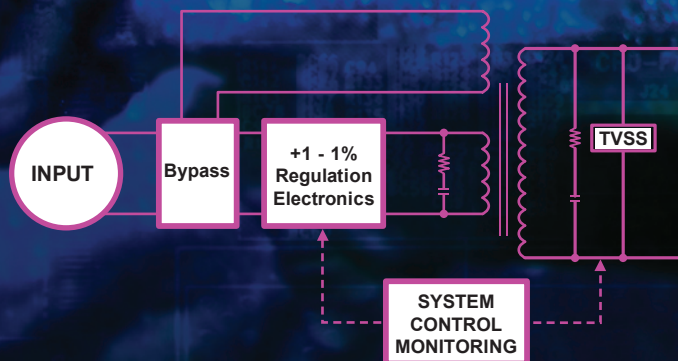 INPUT
Bypass
+1 - 1%
Regulation
Electronics
TVSS
SYSTEM
CONTROL
MONITORING